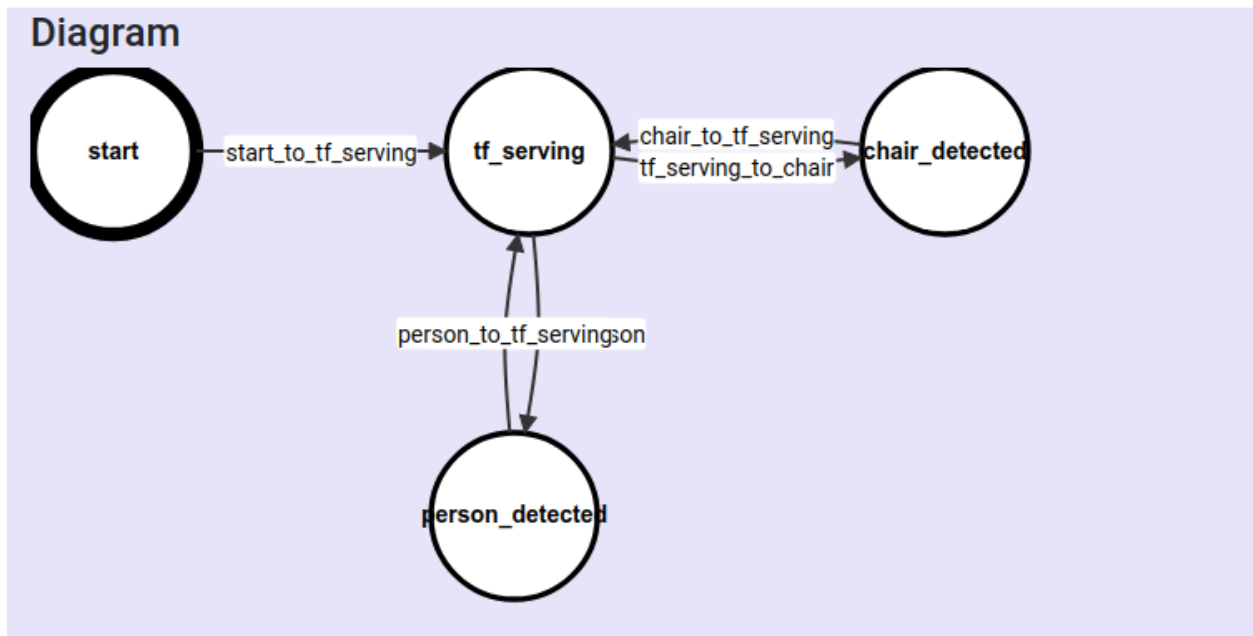 Diagram
start
start_to_tf_serving
tf_serving
chair_to_tf_serving
tf_serving_to_chair
chair_detected
person_to_tf_serving
person_detected